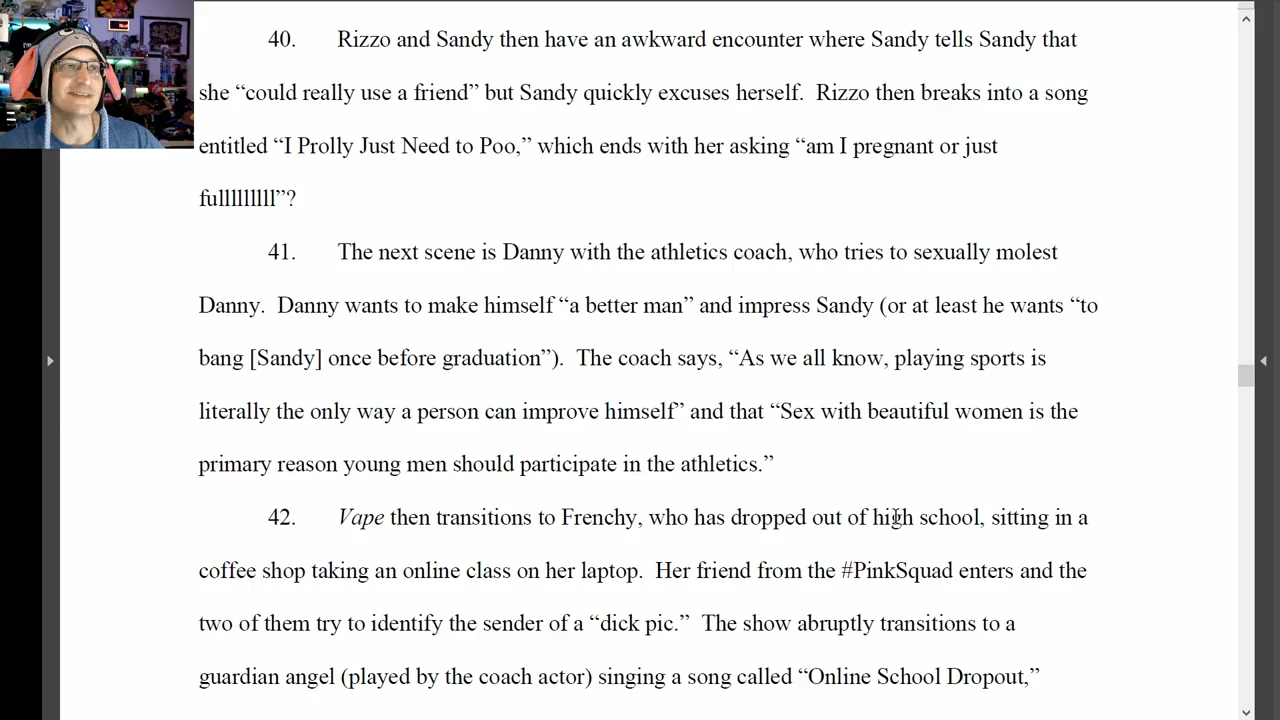 40. Rizzo and Sandy then have an awkward encounter where Sandy tells Sandy that
she “could really use a friend” but Sandy quickly excuses herself. Rizzo then breaks into a song
entitled “I Prolly Just Need to Poo,” which ends with her asking “am I pregnant or just
fulllllllll”?
41. The next scene is Danny with the athletics coach, who tries to sexually molest
Danny. Danny wants to make himself “a better man” and impress Sandy (or at least he wants “to
bang [Sandy] once before graduation”). The coach says, “As we all know, playing sports is
literally the only way a person can improve himself” and that “Sex with beautiful women is the
primary reason young men should participate in the athletics.”
42. Vape then transitions to Frenchy, who has dropped out of high school, sitting in a
coffee shop taking an online class on her laptop. Her friend from the #PinkSquad enters and the
two of them try to identify the sender of a “dick pic.” The show abruptly transitions to a
guardian angel (played by the coach actor) singing a song called “Online School Dropout,”